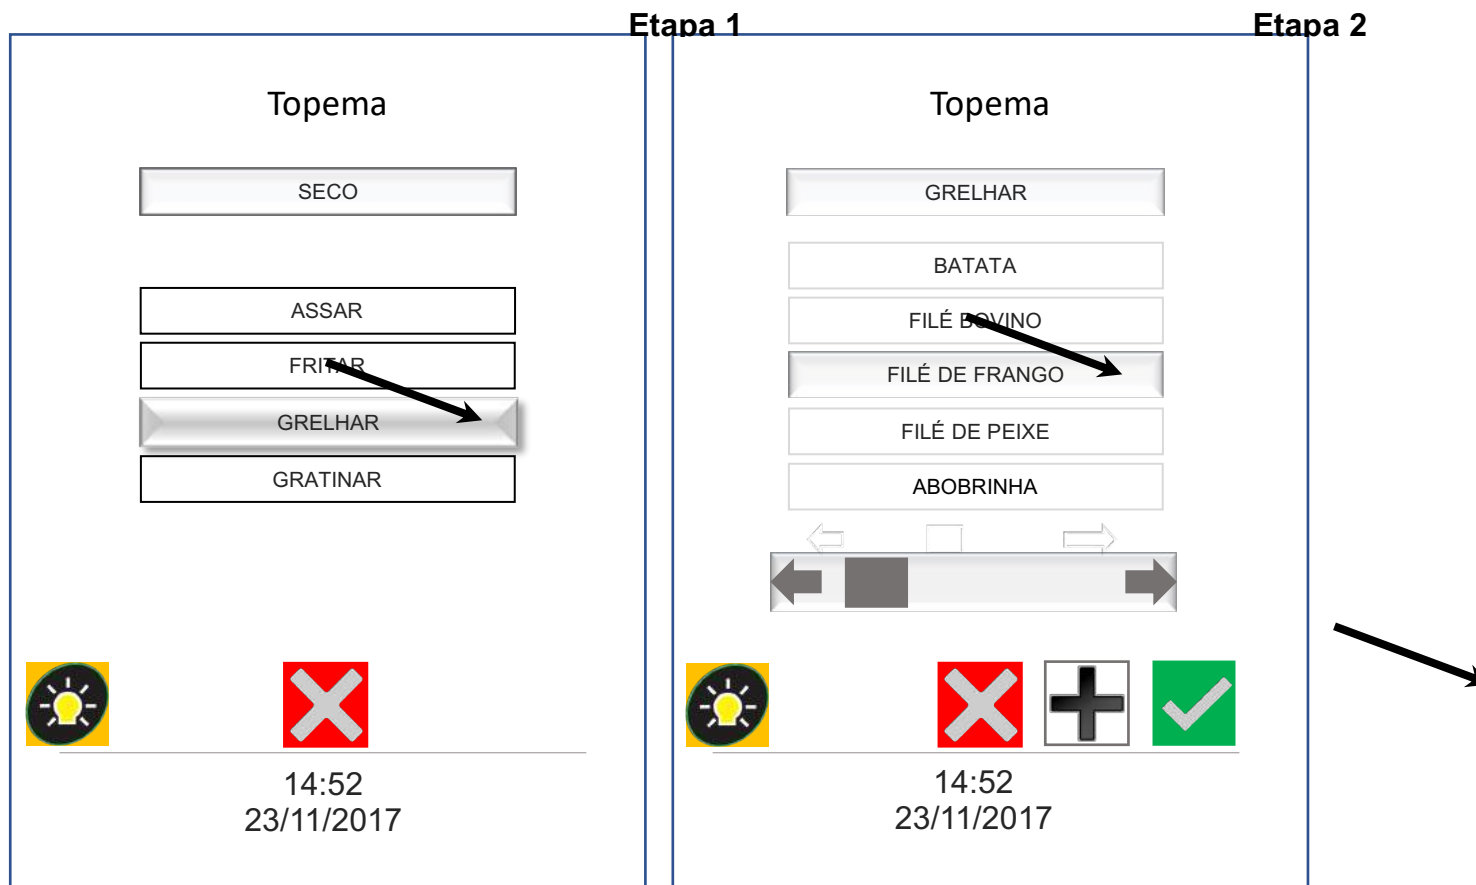 Etapa 1
Topema
SECO
ASSAR
FRITAR
GRELHAR
GRATINAR
14:52
23/11/2017
Etapa 2
Topema
GRELHAR
BATATA
FILÉ BOVINO
FILÉ DE FRANGO
FILÉ DE PEIXE
ABOBRINHA
14:52
23/11/2017